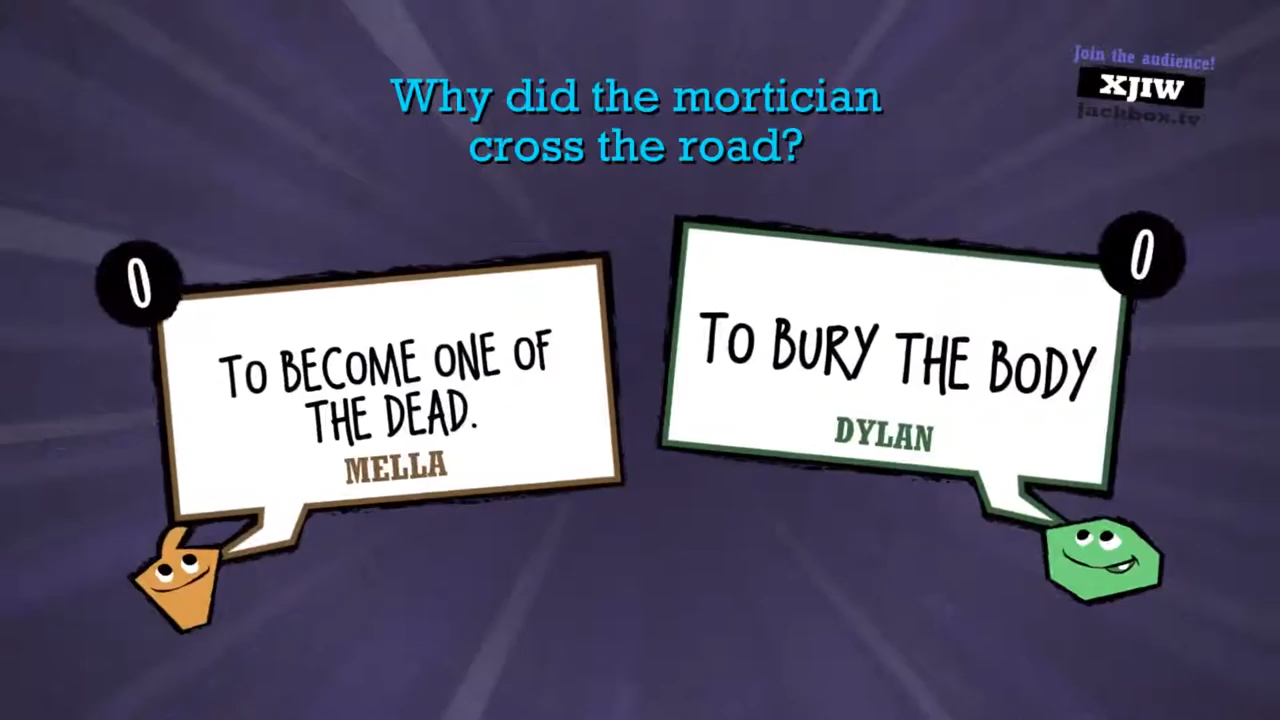 Join the audience!
XJIW
jackbox.tv
Why did the mortician
cross the road?
0
TO BECOME ONE OF
THE DEAD.
MELLA
0
TO BURY THE BODY
DYLAN